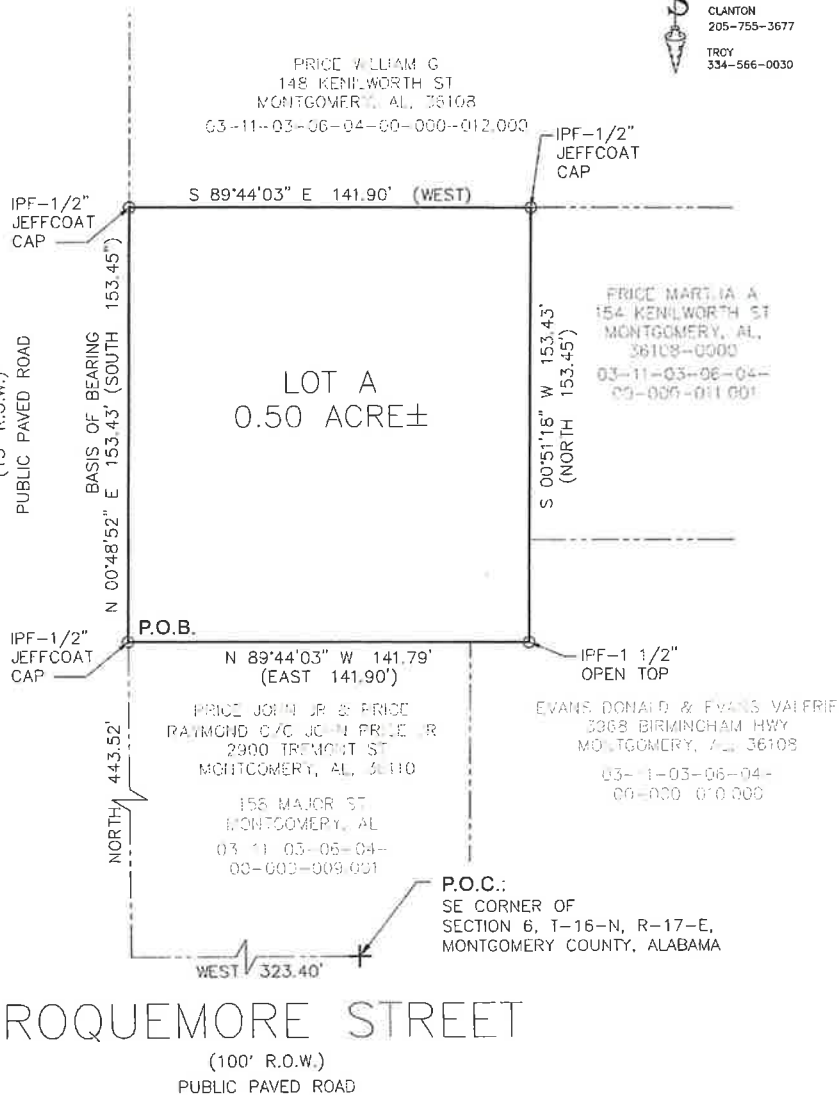 CLANTON
205-755-3677
TROY
334-566-0030
PRICE WILLIAM G
148 KENILWORTH ST
MONTGOMERY, AL, 36108
03-11-03-06-04-00-000-012.000
IPF-1/2"
JEFFCOAT
CAP
IPF-1/2"
JEFFCOAT
CAP
S 89°44'03" E 141.90' (WEST)
PUBLIC PAVED ROAD
BASIS OF BEARING
N 00°48'52" E 153.43' (SOUTH 153.45')
LOT A
0.50 ACRE±
S 00°51'18" W 153.43'
(NORTH 153.45')
PRICE A
154 KENILWORTH ST
MONTGOMERY, AL,
36108-0000
03-11-03-06-04-
00-000-011.001
P.O.B.
IPF-1/2"
JEFFCOAT
CAP
N 89°44'03" W 141.79'
(EAST 141.90')
IPF-1 1/2"
OPEN TOP
PRICE JOHN JR & PRICE
RAYMOND C/O JOHN PRICE JR
2900 TREMONT ST
MONTGOMERY, AL, 36110
MAJOR ST
MONTGOMERY, AL
03-11-03-06-04-
00-000-009.001
EVANS DONALD & EVANS VALERIE
BIRMINGHAM HWY
MONTGOMERY, AL, 36108
03-11-03-06-04-
00-000-010.000
NORTH 443.52'
P.O.C.:
SE CORNER OF
SECTION 6, T-16-N, R-17-E,
MONTGOMERY COUNTY, ALABAMA
WEST 323.40'
ROQUEMORE STREET
(100' R.O.W.)
PUBLIC PAVED ROAD